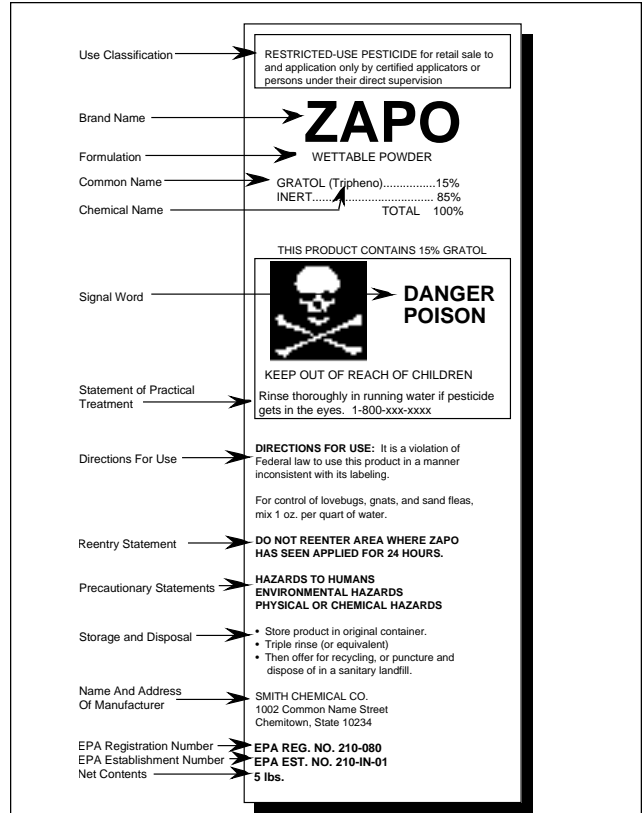 Use Classification
RESTRICTED-USE PESTICIDE for retail sale to
and application only by certified applicators or
persons under their direct supervision
Brand Name
ZAPO
Formulation
WETTABLE POWDER
Common Name
GRATOL (Tripheno)...............15%
INERT................................... 85%
Chemical Name
TOTAL 100%
THIS PRODUCT CONTAINS 15% GRATOL
Signal Word
DANGER
POISON
KEEP OUT OF REACH OF CHILDREN
Statement of Practical
Treatment
Rinse thoroughly in running water if pesticide
gets in the eyes. 1-800-xxx-xxxx
Directions For Use
DIRECTIONS FOR USE: It is a violation of
Federal law to use this product in a manner
inconsistent with its labeling.
For control of lovebugs, gnats, and sand fleas,
mix 1 oz. per quart of water.
Reentry Statement
DO NOT REENTER AREA WHERE ZAPO
HAS SEEN APPLIED FOR 24 HOURS.
Precautionary Statements
HAZARDS TO HUMANS
ENVIRONMENTAL HAZARDS
PHYSICAL OR CHEMICAL HAZARDS
Storage and Disposal
• Store product in original container.
• Triple rinse (or equivalent)
• Then offer for recycling, or puncture and
dispose of in a sanitary landfill.
Name And Address
Of Manufacturer
SMITH CHEMICAL CO.
1002 Common Name Street
Chemitown, State 10234
EPA Registration Number
EPA REG. NO. 210-080
EPA Establishment Number
EPA EST. NO. 210-IN-01
Net Contents
5 lbs.